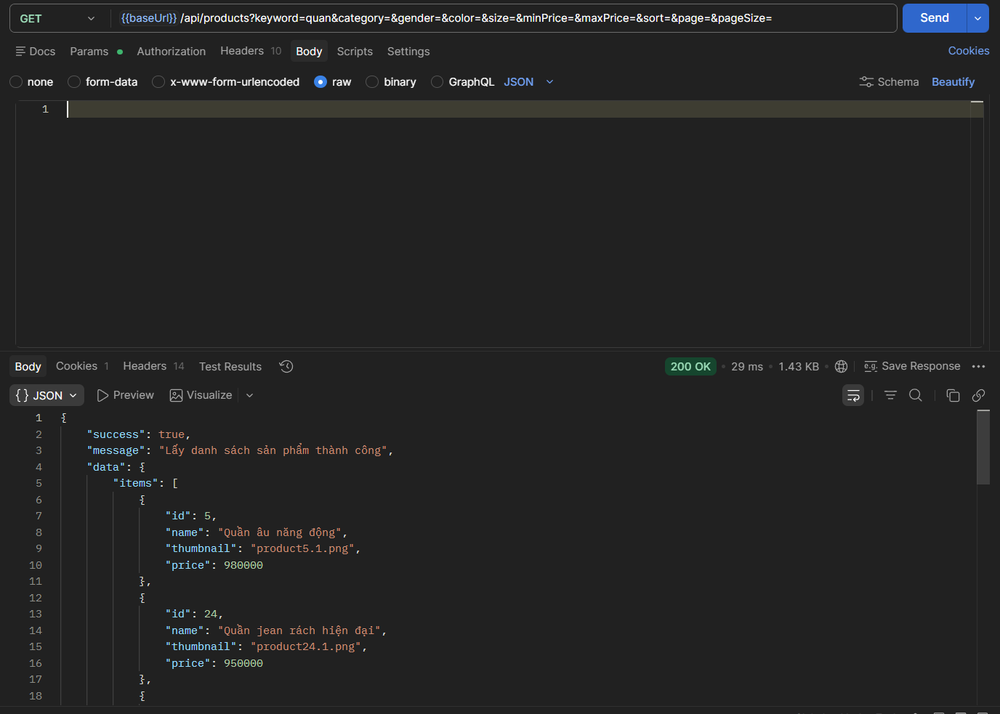 GET {{baseUrl}} /api/products?keyword=quan&category=&gender=&color=&size=&minPrice=&maxPrice=&sort=&page=&pageSize= Send
Docs Params Authorization Headers 10 Body Scripts Settings Cookies
none form-data x-www-form-urlencoded raw binary GraphQL JSON Schema Beautify
1
Body Cookies 1 Headers 14 Test Results 200 OK 29 ms 1.43 KB e.g. Save Response
{} JSON Preview Visualize
1 {
2 "success": true,
3 "message": "Lấy danh sách sản phẩm thành công",
4 "data": {
5 "items": [
6 {
7 "id": 5,
8 "name": "Quần âu năng động",
9 "thumbnail": "product5.1.png",
10 "price": 980000
11 },
12 {
13 "id": 24,
14 "name": "Quần jean rách hiện đại",
15 "thumbnail": "product24.1.png",
16 "price": 950000
17 },
18 {